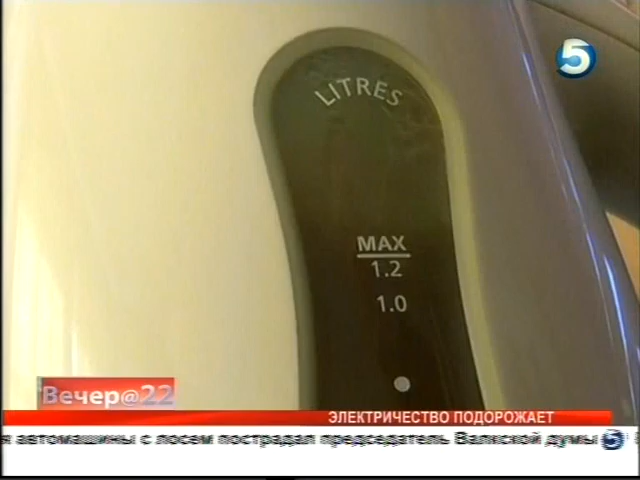 5
LITRES
MAX
1.2
1.0
Вечер@22
ЭЛЕКТРИЧЕСТВО ПОДОРОЖАЕТ
автомашины с лосем пострадал председатель Валкской думы